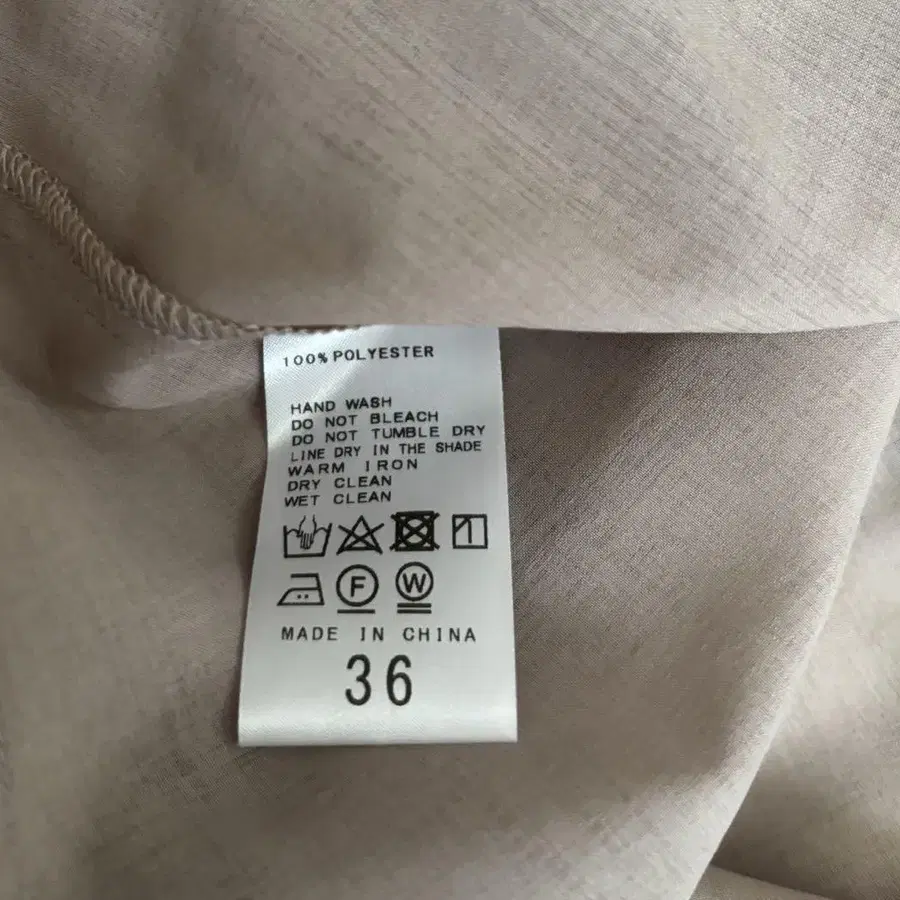 100% POLYESTER
HAND WASH
DO NOT BLEACH
DO NOT TUMBLE DRY
LINE DRY IN THE SHADE
WARM IRON
DRY CLEAN
WET CLEAN
F W
MADE IN CHINA
36